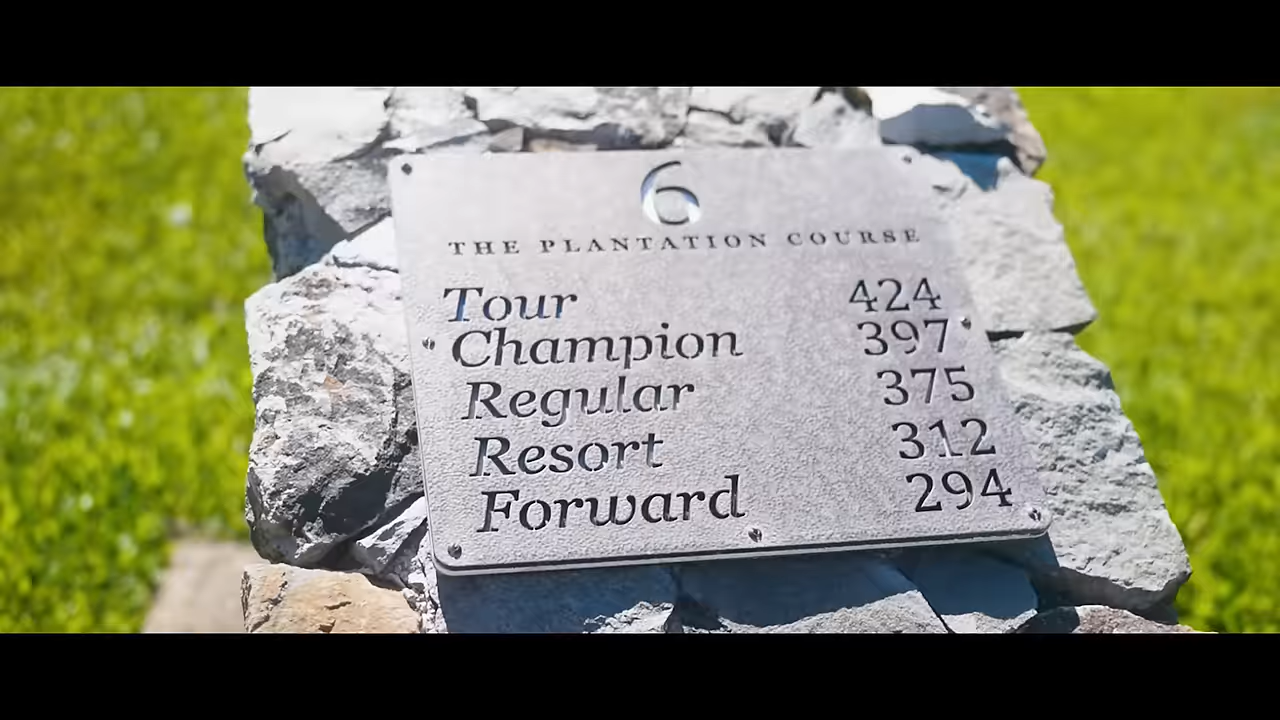 6
THE PLANTATION COURSE
Tour 424
Champion 397
Regular 375
Resort 312
Forward 294